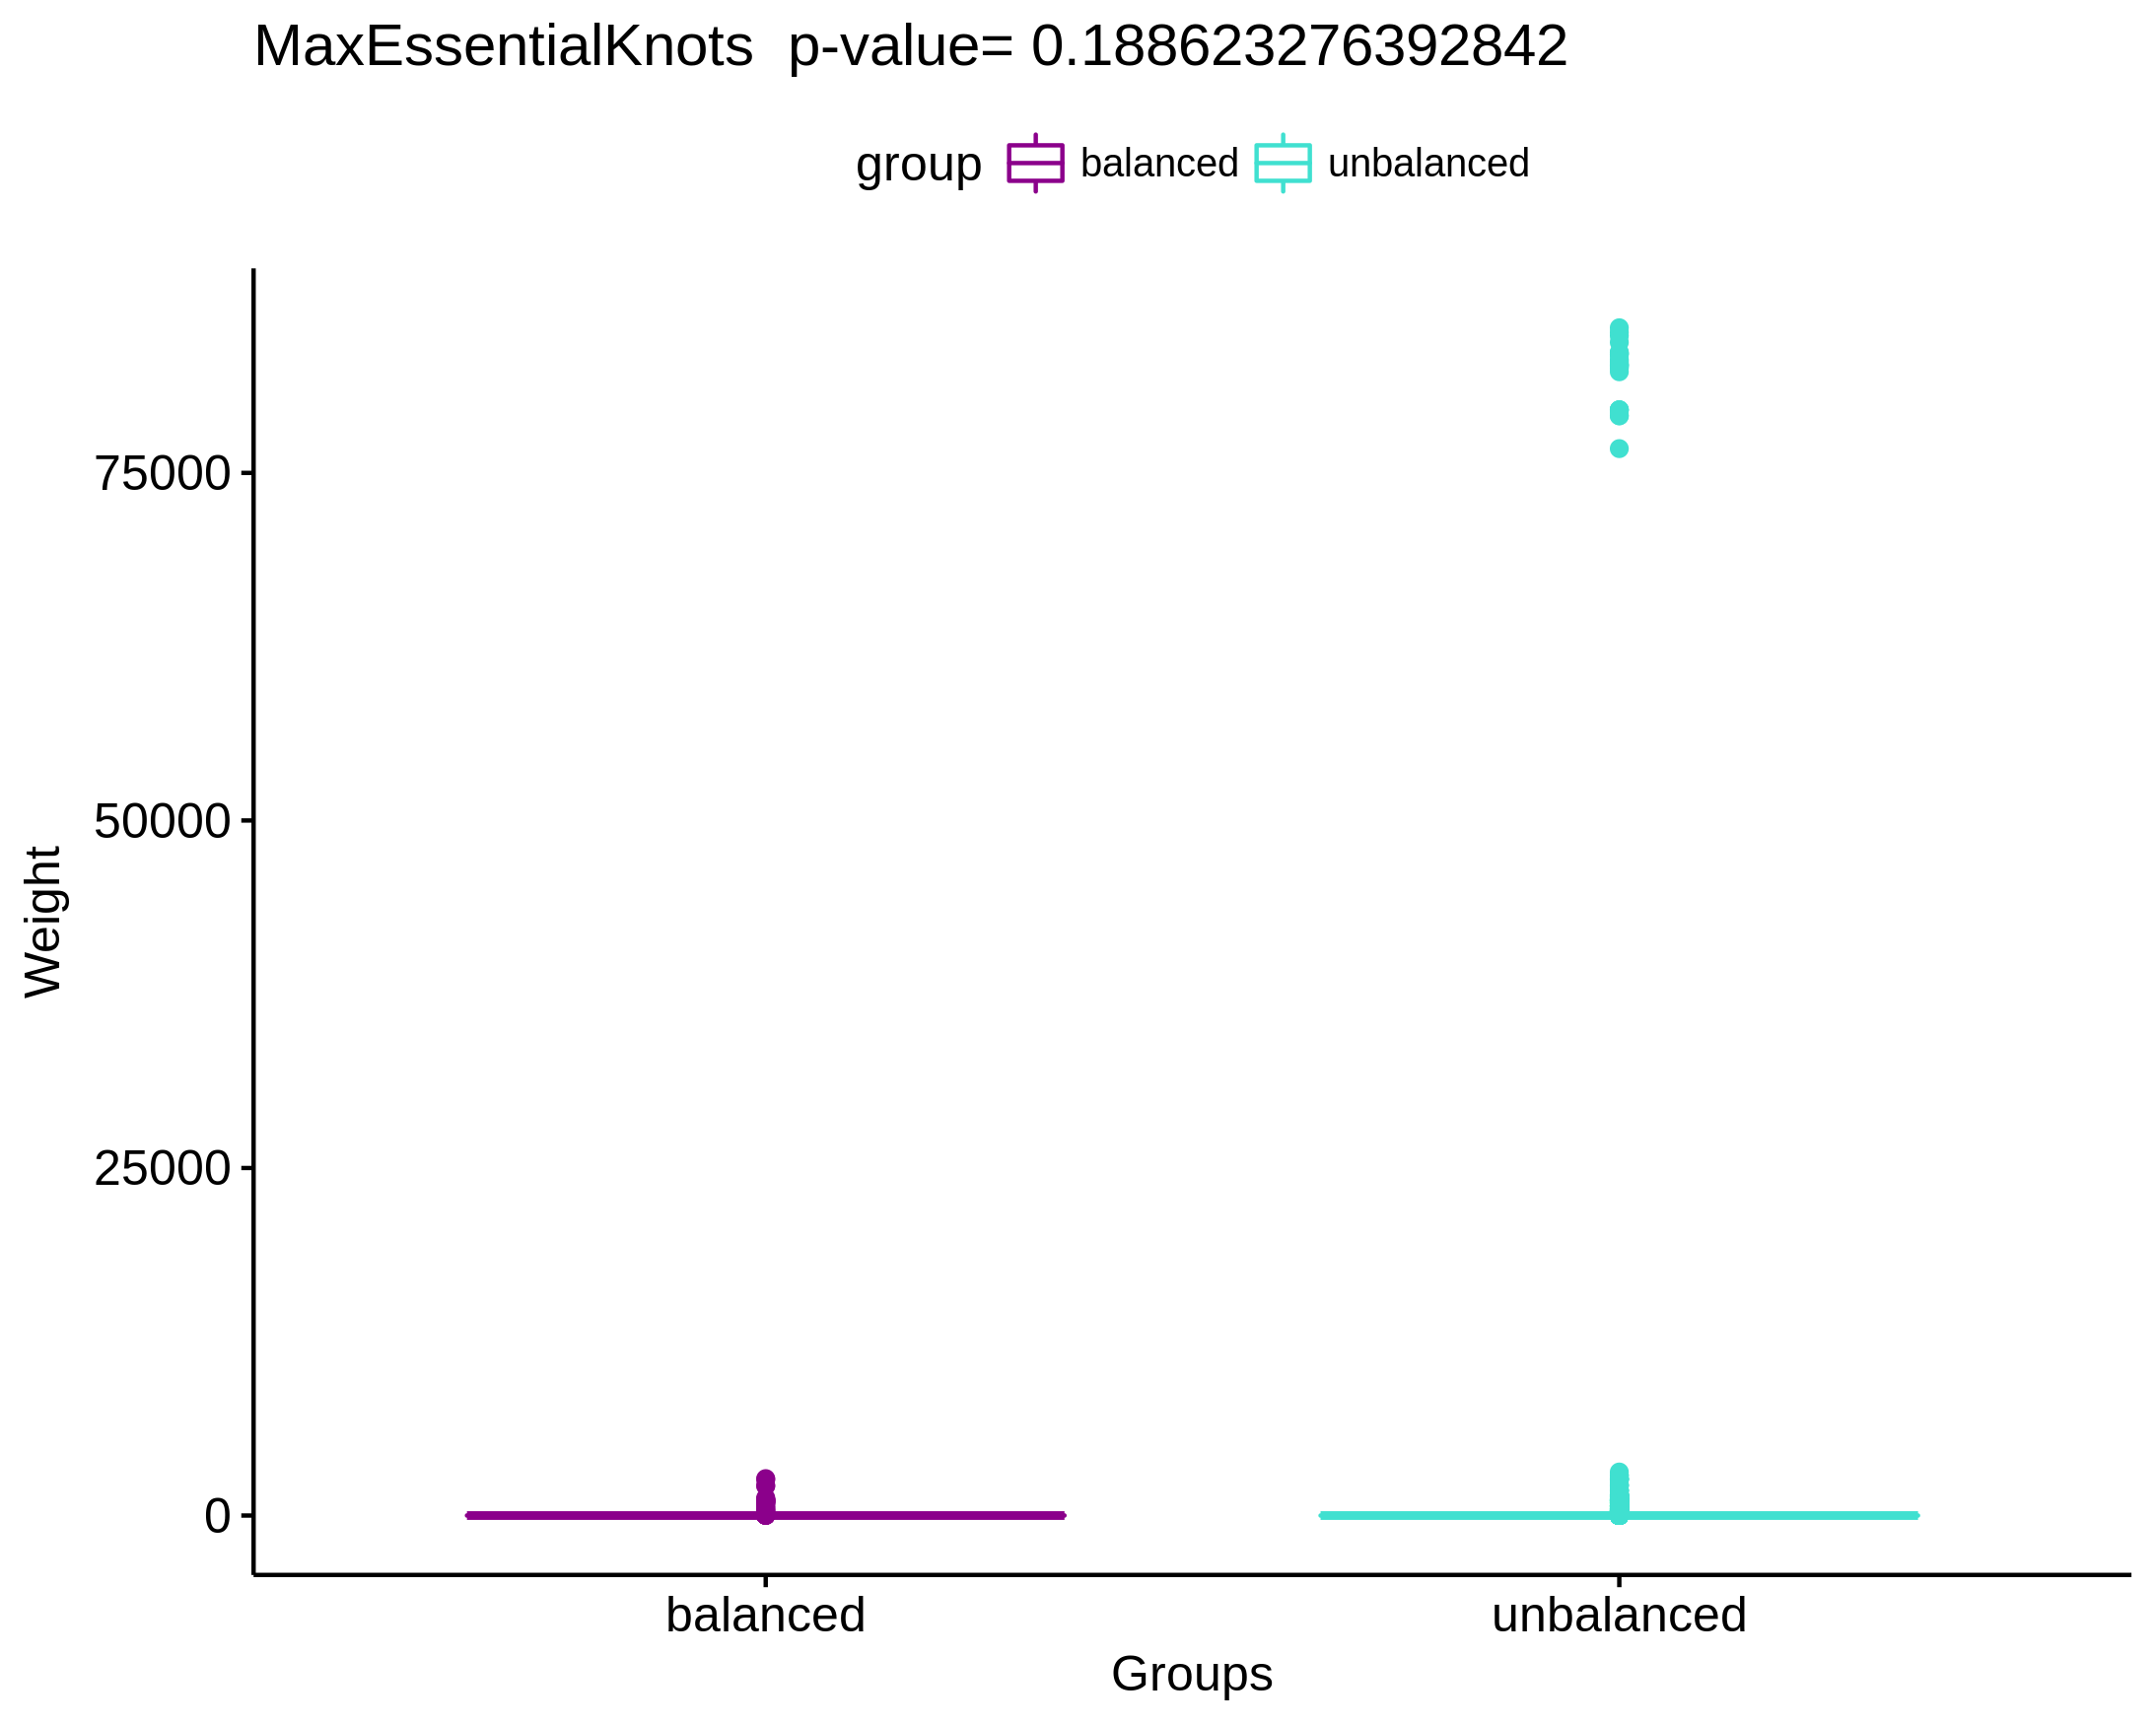 MaxEssentialKnots  p-value= 0.188623276392842
group balanced unbalanced
75000
50000
25000
0
Weight
balanced unbalanced
Groups